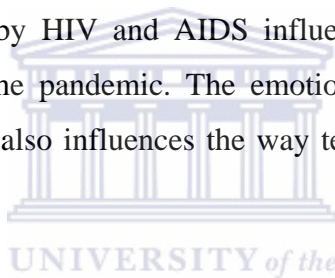 by HIV and AIDS influe
he pandemic. The emotio
also influences the way te
UNIVERSITY of the